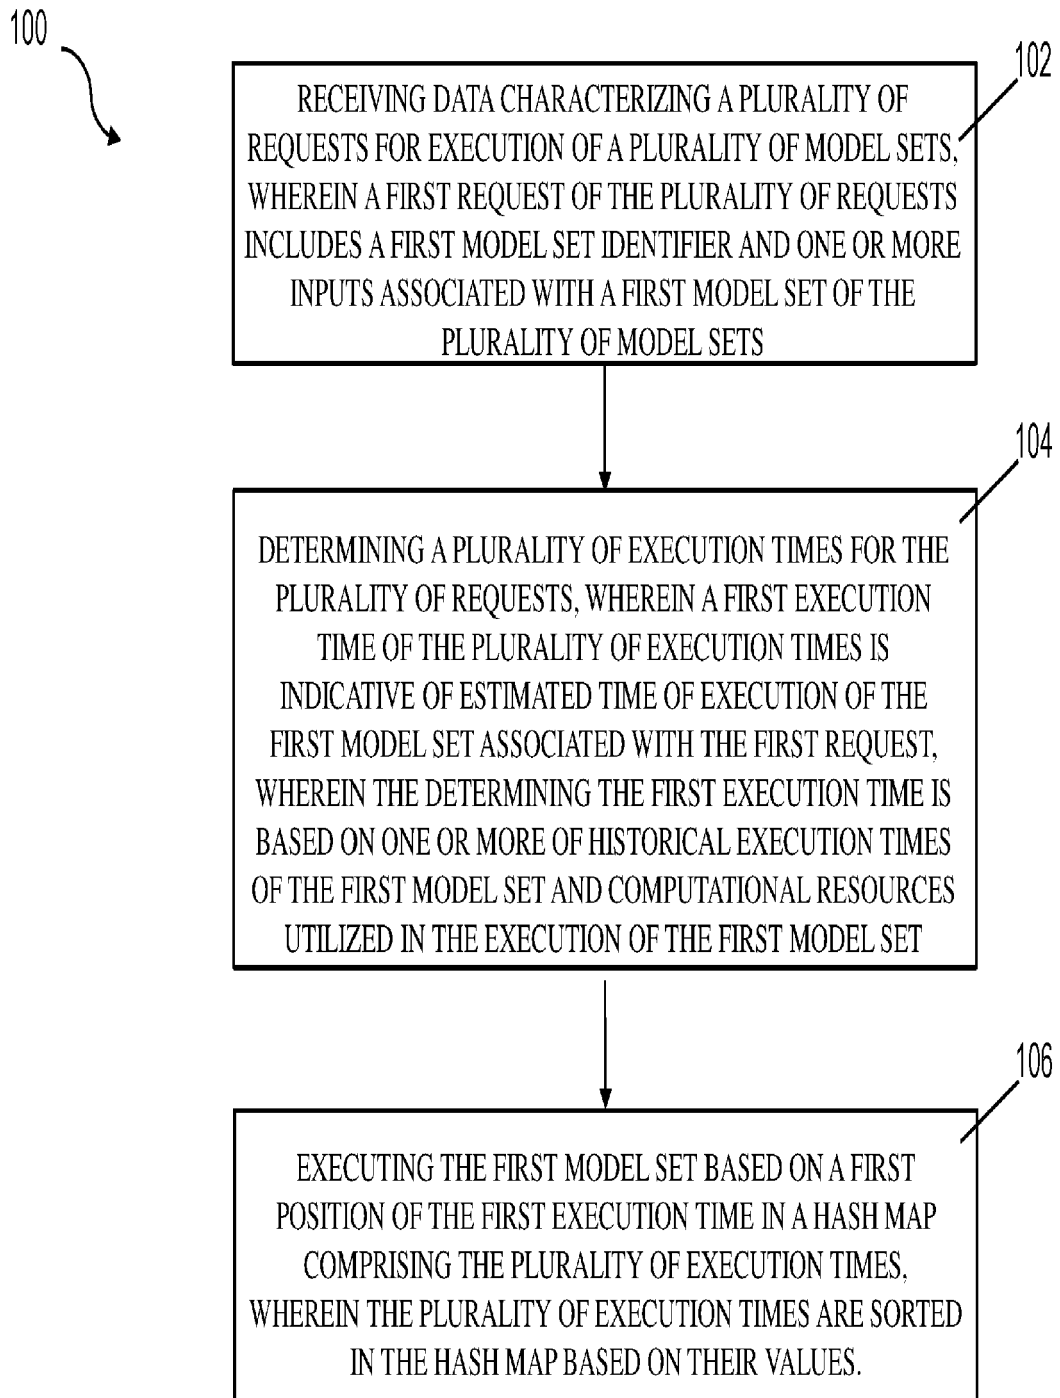 100
102
RECEIVING DATA CHARACTERIZING A PLURALITY OF
REQUESTS FOR EXECUTION OF A PLURALITY OF MODEL SETS,
WHEREIN A FIRST REQUEST OF THE PLURALITY OF REQUESTS
INCLUDES A FIRST MODEL SET IDENTIFIER AND ONE OR MORE
INPUTS ASSOCIATED WITH A FIRST MODEL SET OF THE
PLURALITY OF MODEL SETS
104
DETERMINING A PLURALITY OF EXECUTION TIMES FOR THE
PLURALITY OF REQUESTS, WHEREIN A FIRST EXECUTION
TIME OF THE PLURALITY OF EXECUTION TIMES IS
INDICATIVE OF ESTIMATED TIME OF EXECUTION OF THE
FIRST MODEL SET ASSOCIATED WITH THE FIRST REQUEST,
WHEREIN THE DETERMINING THE FIRST EXECUTION TIME IS
BASED ON ONE OR MORE OF HISTORICAL EXECUTION TIMES
OF THE FIRST MODEL SET AND COMPUTATIONAL RESOURCES
UTILIZED IN THE EXECUTION OF THE FIRST MODEL SET
106
EXECUTING THE FIRST MODEL SET BASED ON A FIRST
POSITION OF THE FIRST EXECUTION TIME IN A HASH MAP
COMPRISING THE PLURALITY OF EXECUTION TIMES,
WHEREIN THE PLURALITY OF EXECUTION TIMES ARE SORTED
IN THE HASH MAP BASED ON THEIR VALUES.